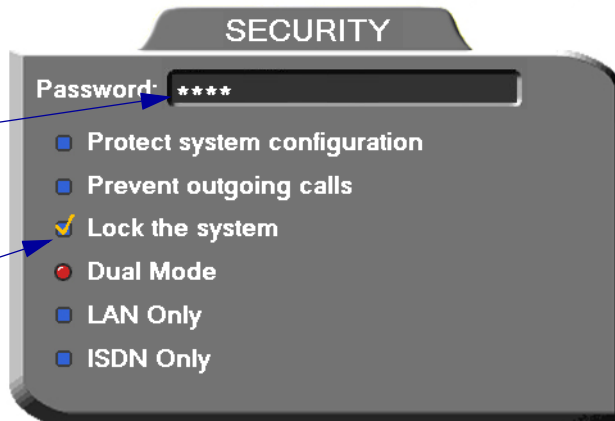 SECURITY
Password: ****
Protect system configuration
Prevent outgoing calls
Lock the system
Dual Mode
LAN Only
ISDN Only